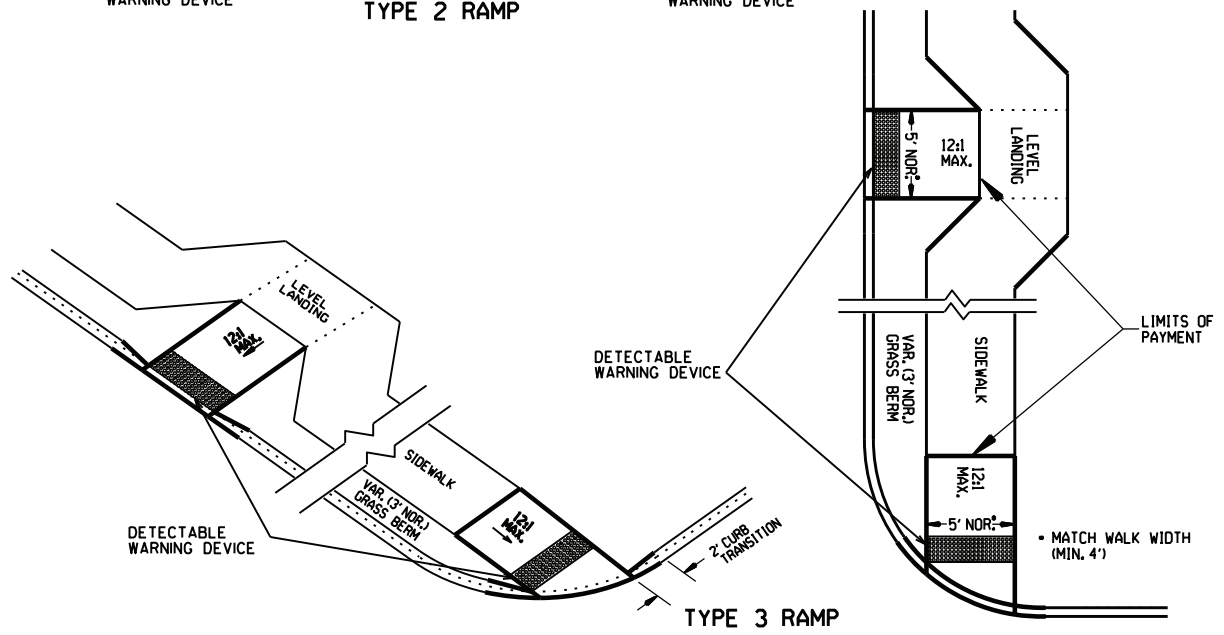 WARNING DEVICE
TYPE 2 RAMP
WARNING DEVICE
5' NOR.*
12:1
MAX.
LEVEL
LANDING
LEVEL
LANDING
12:1
MAX.
LIMITS OF
PAYMENT
DETECTABLE
WARNING DEVICE
VAR. (3' NOR.)
GRASS BERM
SIDEWALK
SIDEWALK
VAR. (3' NOR.)
GRASS BERM
12:1
MAX.
12:1
MAX.
5' NOR.*
DETECTABLE
WARNING DEVICE
2' CURB
TRANSITION
* MATCH WALK WIDTH
(MIN. 4')
TYPE 3 RAMP